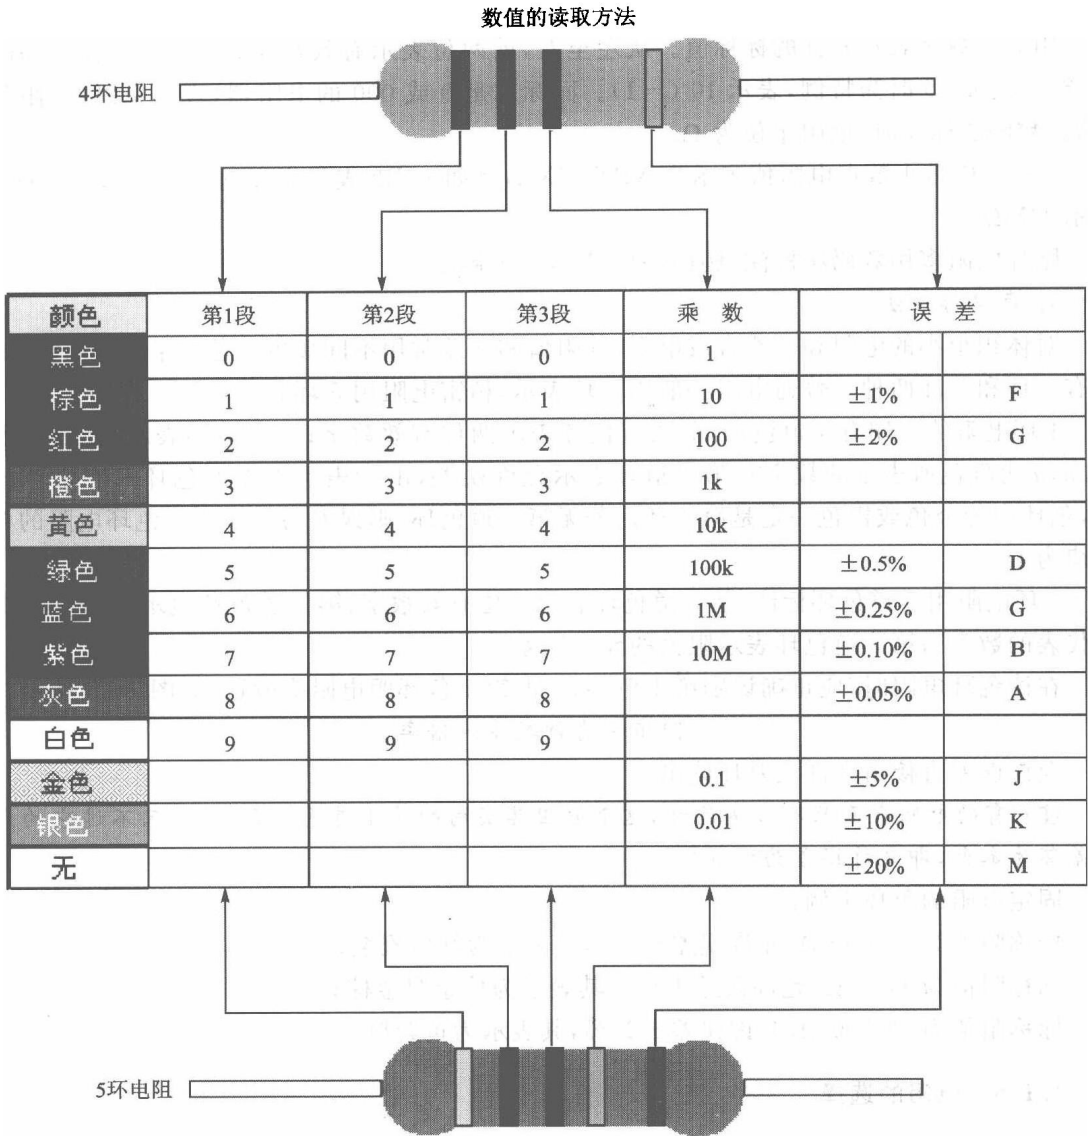 数值的读取方法
4环电阻
颜色 第1段 第2段 第3段 乘 数 误 差
黑色 0 0 0 1
棕色 1 1 1 10 ±1% F
红色 2 2 2 100 ±2% G
橙色 3 3 3 1k
黄色 4 4 4 10k
绿色 5 5 5 100k ±0.5% D
蓝色 6 6 6 1M ±0.25% G
紫色 7 7 7 10M ±0.10% B
灰色 8 8 8 ±0.05% A
白色 9 9 9
金色 0.1 ±5% J
银色 0.01 ±10% K
无 ±20% M
5环电阻